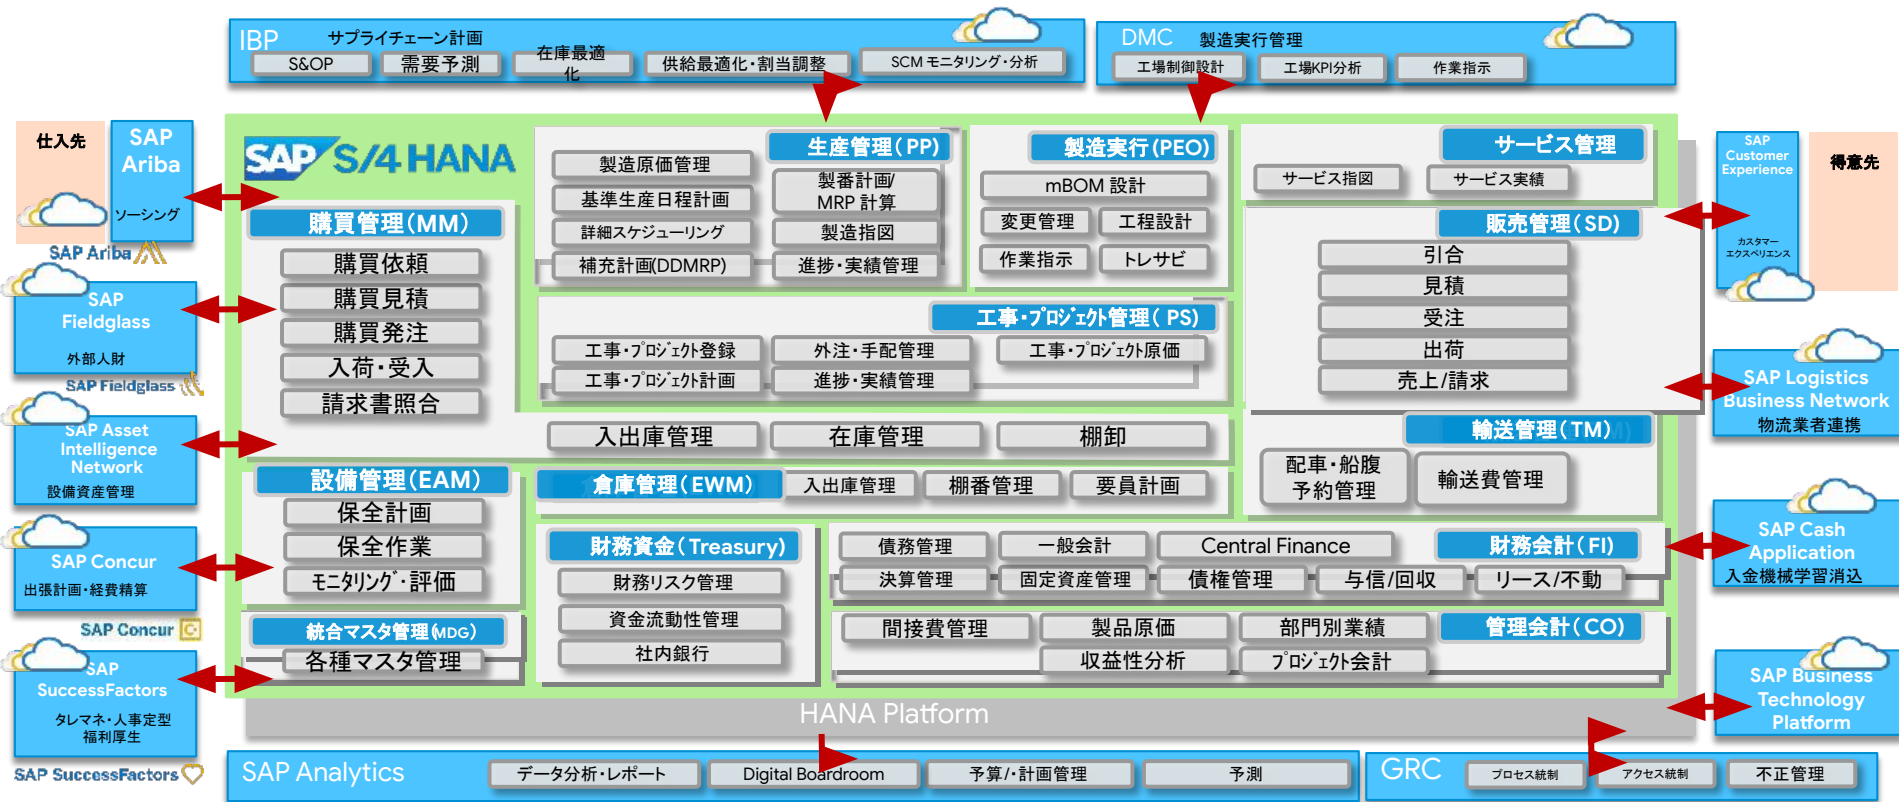 IBP
サプライチェーン計画
S&OP
需要予測
在庫最適
化
供給最適化・割当調整
SCM モニタリング・分析
DMC
製造実行管理
工場制御設計
工場KPI分析
作業指示
仕入先
SAP
Ariba
ソーシング
SAP Ariba
SAP
Fieldglass
外部人財
SAP Fieldglass
SAP Asset
Intelligence
Network
設備資産管理
SAP Concur
出張計画・経費精算
SAP Concur
SAP
SuccessFactors
タレマネ・人事定型
福利厚生
SAP SuccessFactors
SAP S/4 HANA
購買管理(MM)
購買依頼
購買見積
購買発注
入荷・受入
請求書照合
入出庫管理
在庫管理
棚卸
生産管理(PP)
製造原価管理
基準生産日程計画
詳細スケジューリング
補充計画(DDMRP)
製番計画/
MRP 計算
製造指図
進捗・実績管理
製造実行(PEO)
mBOM 設計
変更管理
工程設計
作業指示
トレサビ
サービス管理
サービス指図
サービス実績
販売管理(SD)
引合
見積
受注
出荷
売上/請求
工事・プロジェクト管理( PS)
工事・プロジェクト登録
外注・手配管理
工事・プロジェクト原価
工事・プロジェクト計画
進捗・実績管理
輸送管理(TM)
配車・船腹
予約管理
輸送費管理
設備管理(EAM)
保全計画
保全作業
モニタリング・評価
倉庫管理(EWM)
入出庫管理
棚番管理
要員計画
統合マスタ管理(MDG)
各種マスタ管理
財務資金(Treasury)
財務リスク管理
資金流動性管理
社内銀行
財務会計(FI)
債務管理
一般会計
Central Finance
決算管理
固定資産管理
債権管理
与信/回収
リース/不動
管理会計(CO)
間接費管理
製品原価
部門別業績
収益性分析
プロジェクト会計
HANA Platform
SAP
Customer
Experience
カスタマー
エクスペリエンス
得意先
SAP Logistics
Business Network
物流業者連携
SAP Cash
Application
入金機械学習消込
SAP Business
Technology
Platform
SAP Analytics
データ分析・レポート
Digital Boardroom
予算/・計画管理
予測
GRC
プロセス統制
アクセス統制
不正管理